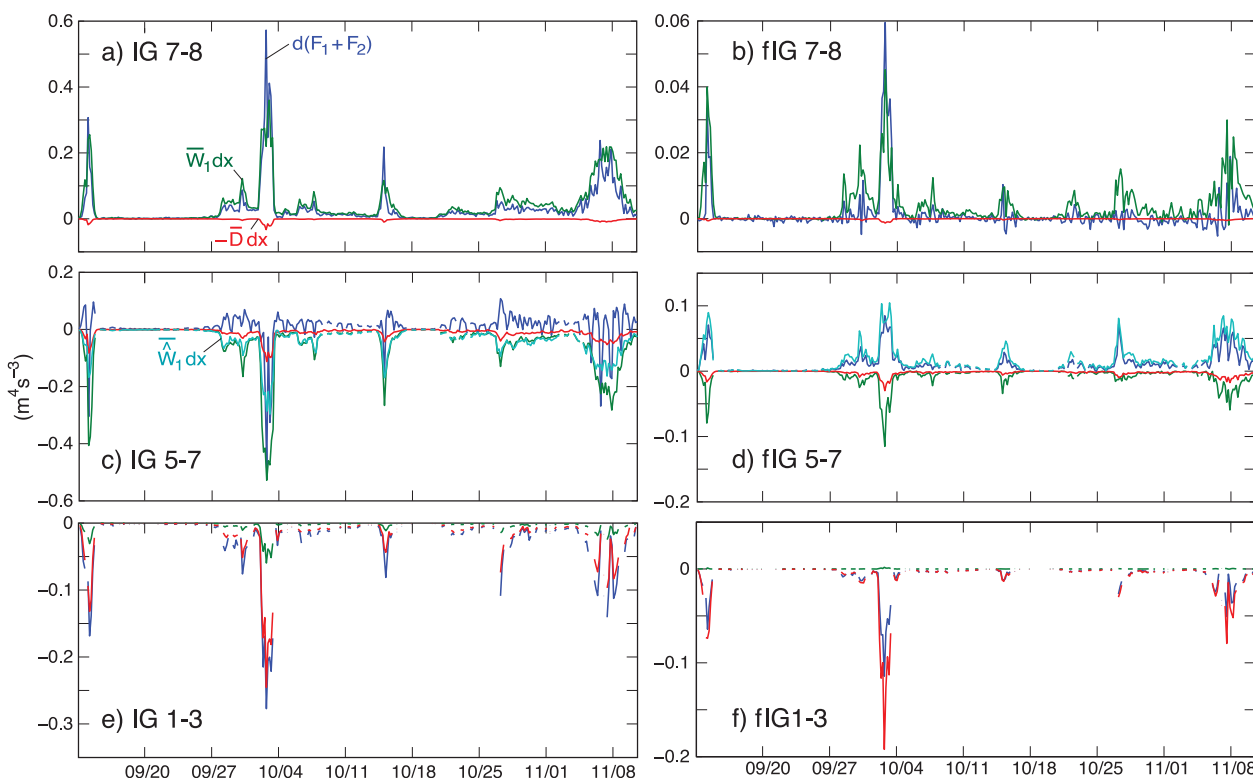 0.6
a) IG 7-8
d(F₁ + F₂)
0.4
0.2
W̅₁ dx
0
−D̅ dx
0.06
b) fIG 7-8
0.04
0.02
0
0.2
0
−0.2
−0.4
−0.6
W̅̂₁ dx
(m⁴s⁻³)
c) IG 5-7
0.1
0
−0.1
−0.2
d) fIG 5-7
0
−0.1
−0.2
−0.3
e) IG 1-3
09/20 09/27 10/04 10/11 10/18 10/25 11/01 11/08
0
−0.1
−0.2
f) fIG1-3
09/20 09/27 10/04 10/11 10/18 10/25 11/01 11/08